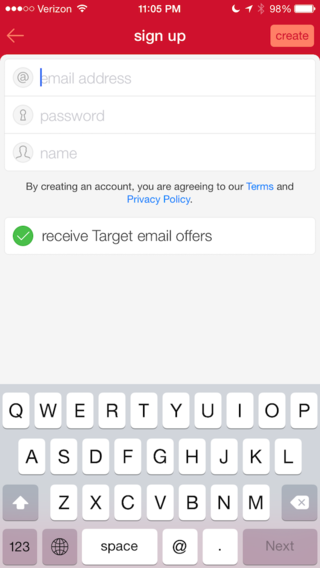 Verizon 11:05 PM 98%
sign up
create
@ email address
password
name
By creating an account, you are agreeing to our Terms and
Privacy Policy.
receive Target email offers
Q W E R T Y U I O P
A S D F G H J K L
Z X C V B N M
123 space @ . Next